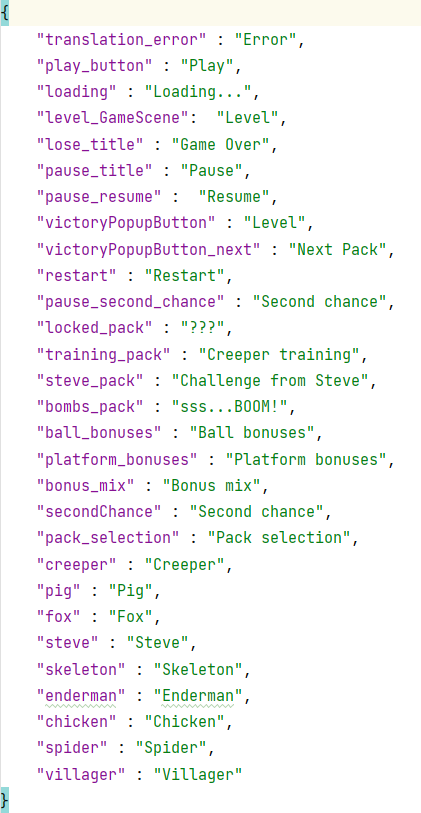 {
"translation_error" : "Error",
"play_button" : "Play",
"loading" : "Loading...",
"level_GameScene":  "Level",
"lose_title" : "Game Over",
"pause_title" : "Pause",
"pause_resume" :  "Resume",
"victoryPopupButton" : "Level",
"victoryPopupButton_next" : "Next Pack",
"restart" : "Restart",
"pause_second_chance" : "Second chance",
"locked_pack" : "???",
"training_pack" : "Creeper training",
"steve_pack" : "Challenge from Steve",
"bombs_pack" : "sss...BOOM!",
"ball_bonuses" : "Ball bonuses",
"platform_bonuses" : "Platform bonuses",
"bonus_mix" : "Bonus mix",
"secondChance" : "Second chance",
"pack_selection" : "Pack selection",
"creeper" : "Creeper",
"pig" : "Pig",
"fox" : "Fox",
"steve" : "Steve",
"skeleton" : "Skeleton",
"enderman" : "Enderman",
"chicken" : "Chicken",
"spider" : "Spider",
"villager" : "Villager"
}